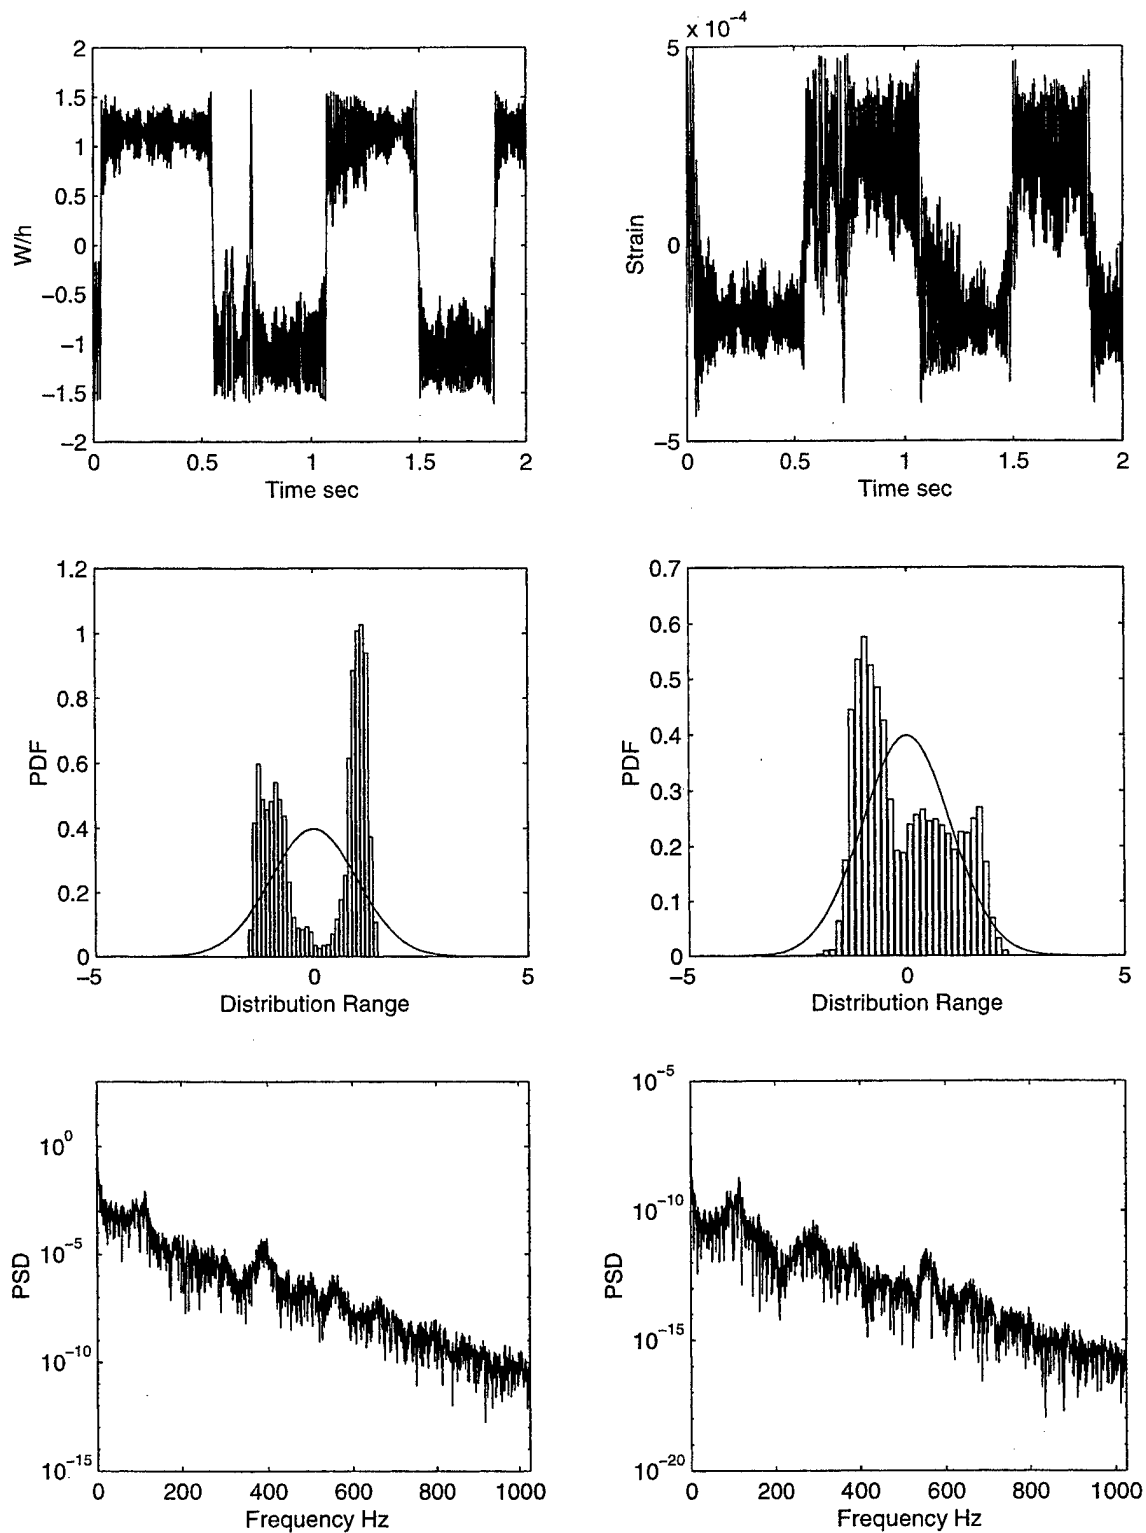 2
1.5
1
0.5
0
−0.5
−1
−1.5
−2
W/h
0 0.5 1 1.5 2
Time sec
x 10⁻⁴
5
0
−5
Strain
0 0.5 1 1.5 2
Time sec
1.2
1
0.8
0.6
0.4
0.2
0
PDF
−5 0 5
Distribution Range
0.7
0.6
0.5
0.4
0.3
0.2
0.1
0
PDF
−5 0 5
Distribution Range
10⁰
10⁻⁵
10⁻¹⁰
10⁻¹⁵
PSD
0 200 400 600 800 1000
Frequency Hz
10⁻⁵
10⁻¹⁰
10⁻¹⁵
10⁻²⁰
PSD
0 200 400 600 800 1000
Frequency Hz